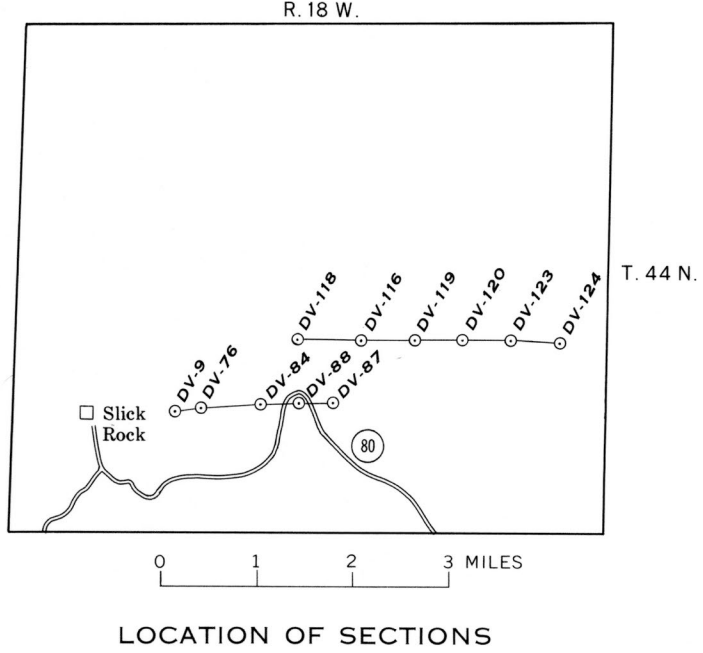 R. 18 W.
T. 44 N.
DV-118
DV-116
DV-119
DV-120
DV-123
DV-124
DV-9
DV-76
DV-84
DV-88
DV-87
Slick
Rock
80
0 1 2 3 MILES
LOCATION OF SECTIONS